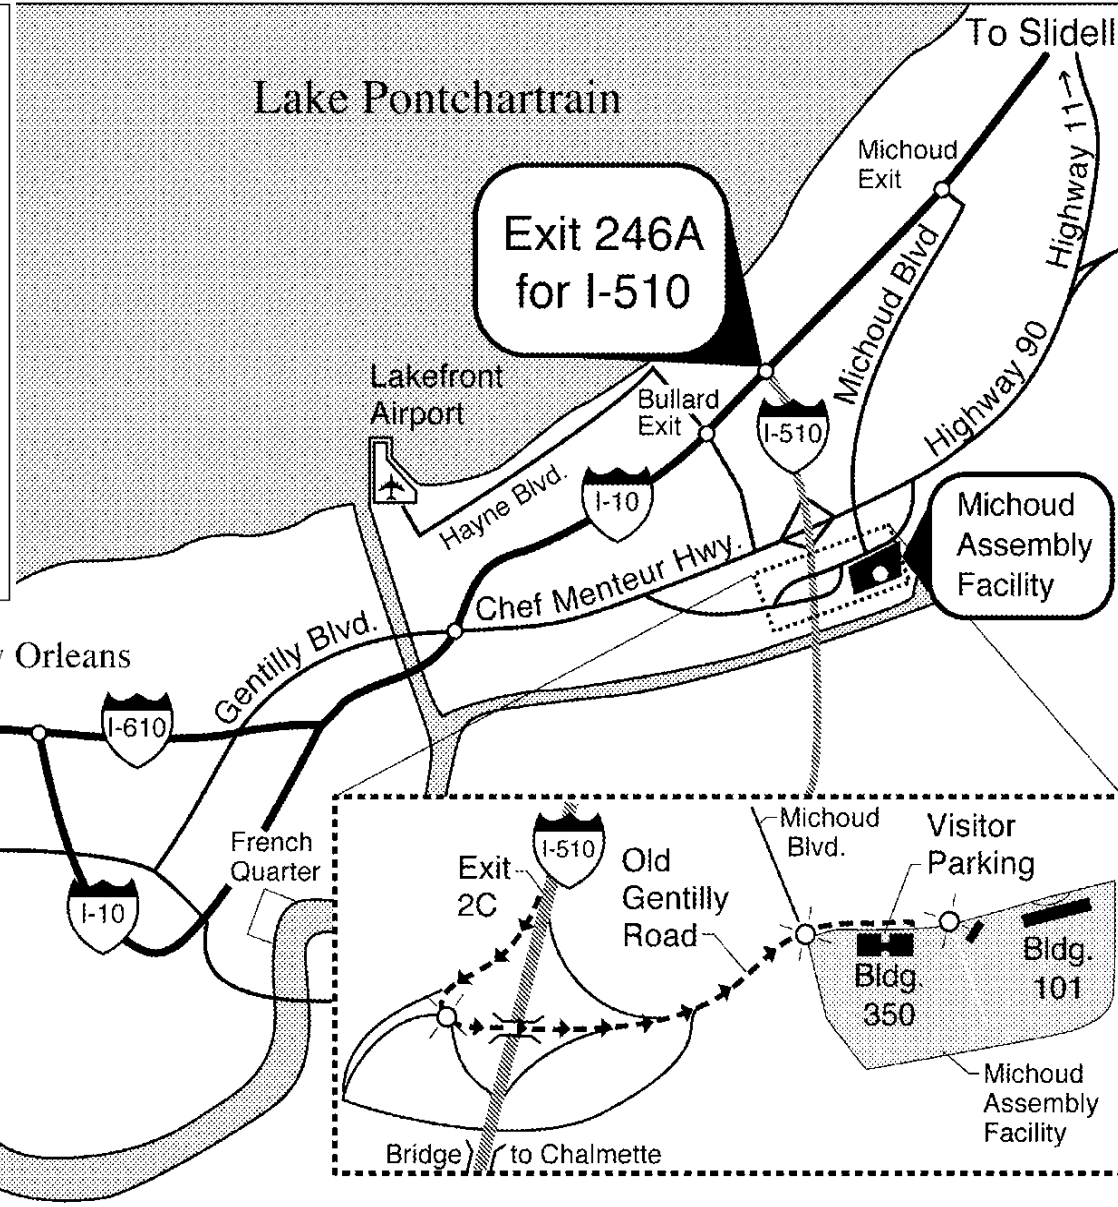 To Slidell
Lake Pontchartrain
Highway 11
Michoud
Exit
Exit 246A
for I-510
Michoud Blvd
Highway 90
Lakefront
Airport
Bullard
Exit
I-510
Hayne Blvd.
I-10
Michoud
Assembly
Facility
Chef Menteur Hwy.
Gentilly Blvd.
Orleans
I-610
French
Quarter
I-10
Michoud
Blvd.
Visitor
Parking
I-510
Exit
2C
Old
Gentilly
Road
Bldg
350
Bldg.
101
Michoud
Assembly
Facility
Bridge
to Chalmette